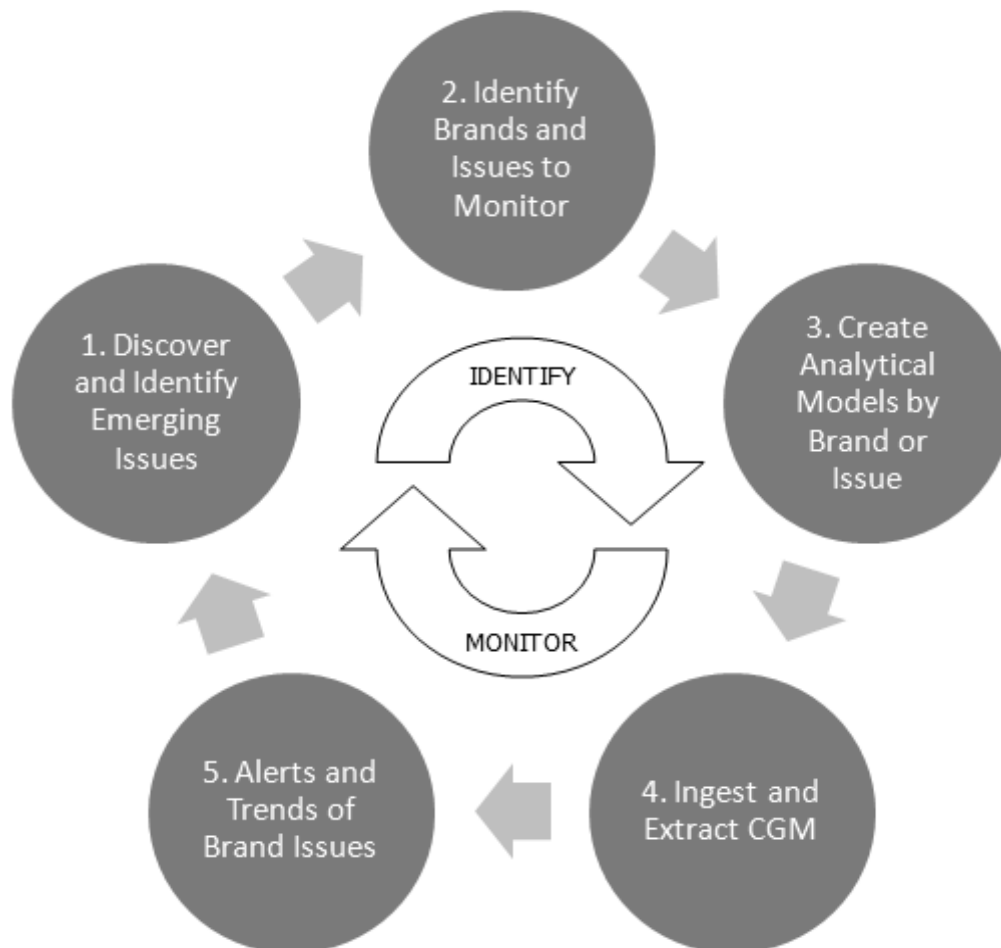 1. Discover
and Identify
Emerging
Issues
2. Identify
Brands and
Issues to
Monitor
3. Create
Analytical
Models by
Brand or
Issue
4. Ingest and
Extract CGM
5. Alerts and
Trends of
Brand Issues
IDENTIFY
MONITOR